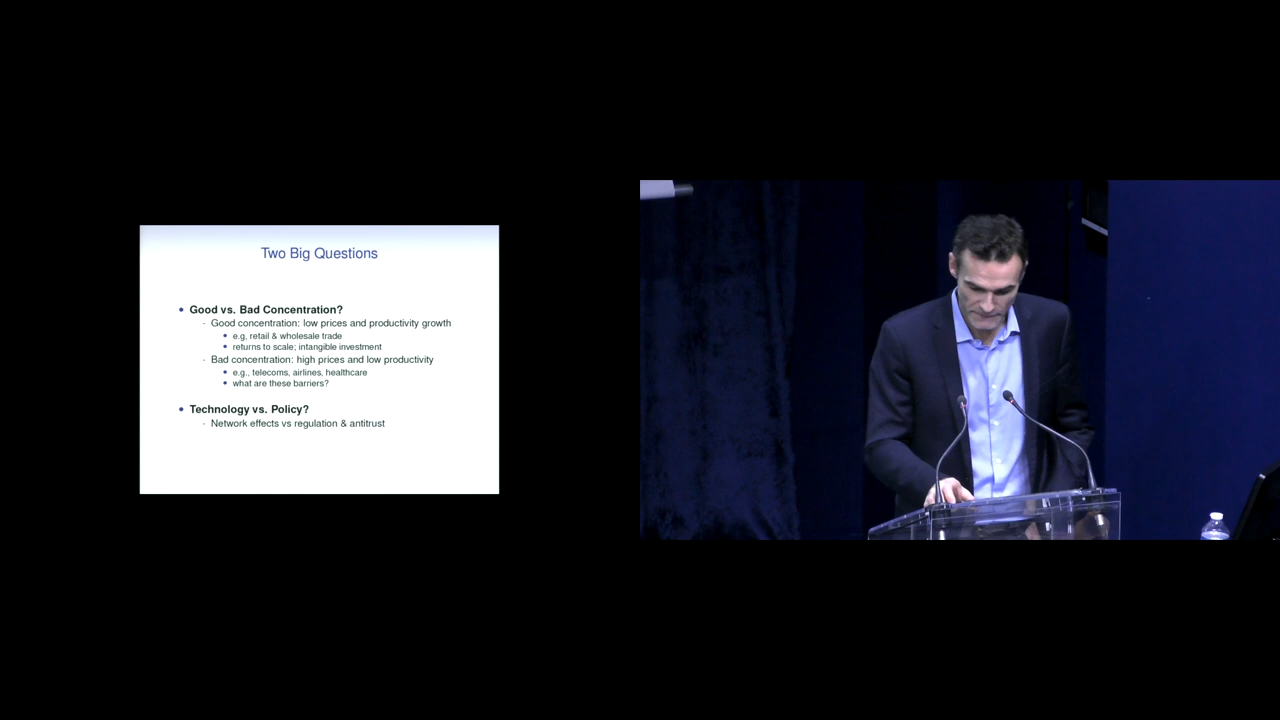 Two Big Questions
• Good vs. Bad Concentration?
- Good concentration: low prices and productivity growth
• e.g, retail & wholesale trade
• returns to scale; intangible investment
- Bad concentration: high prices and low productivity
• e.g., telecoms, airlines, healthcare
• what are these barriers?
• Technology vs. Policy?
- Network effects vs regulation & antitrust